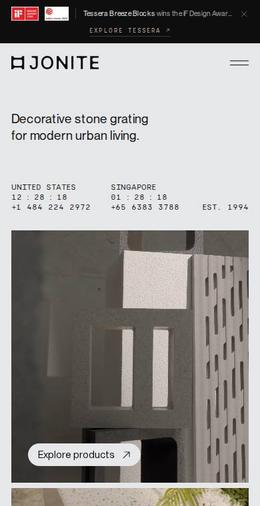 Tessera Breeze Blocks wins the iF Design Awar...
EXPLORE TESSERA ↗
JONITE
Decorative stone grating
for modern urban living.
UNITED STATES
12 : 28 : 18
+1 484 224 2972
SINGAPORE
01 : 28 : 18
+65 6383 3788
EST. 1994
Explore products ↗